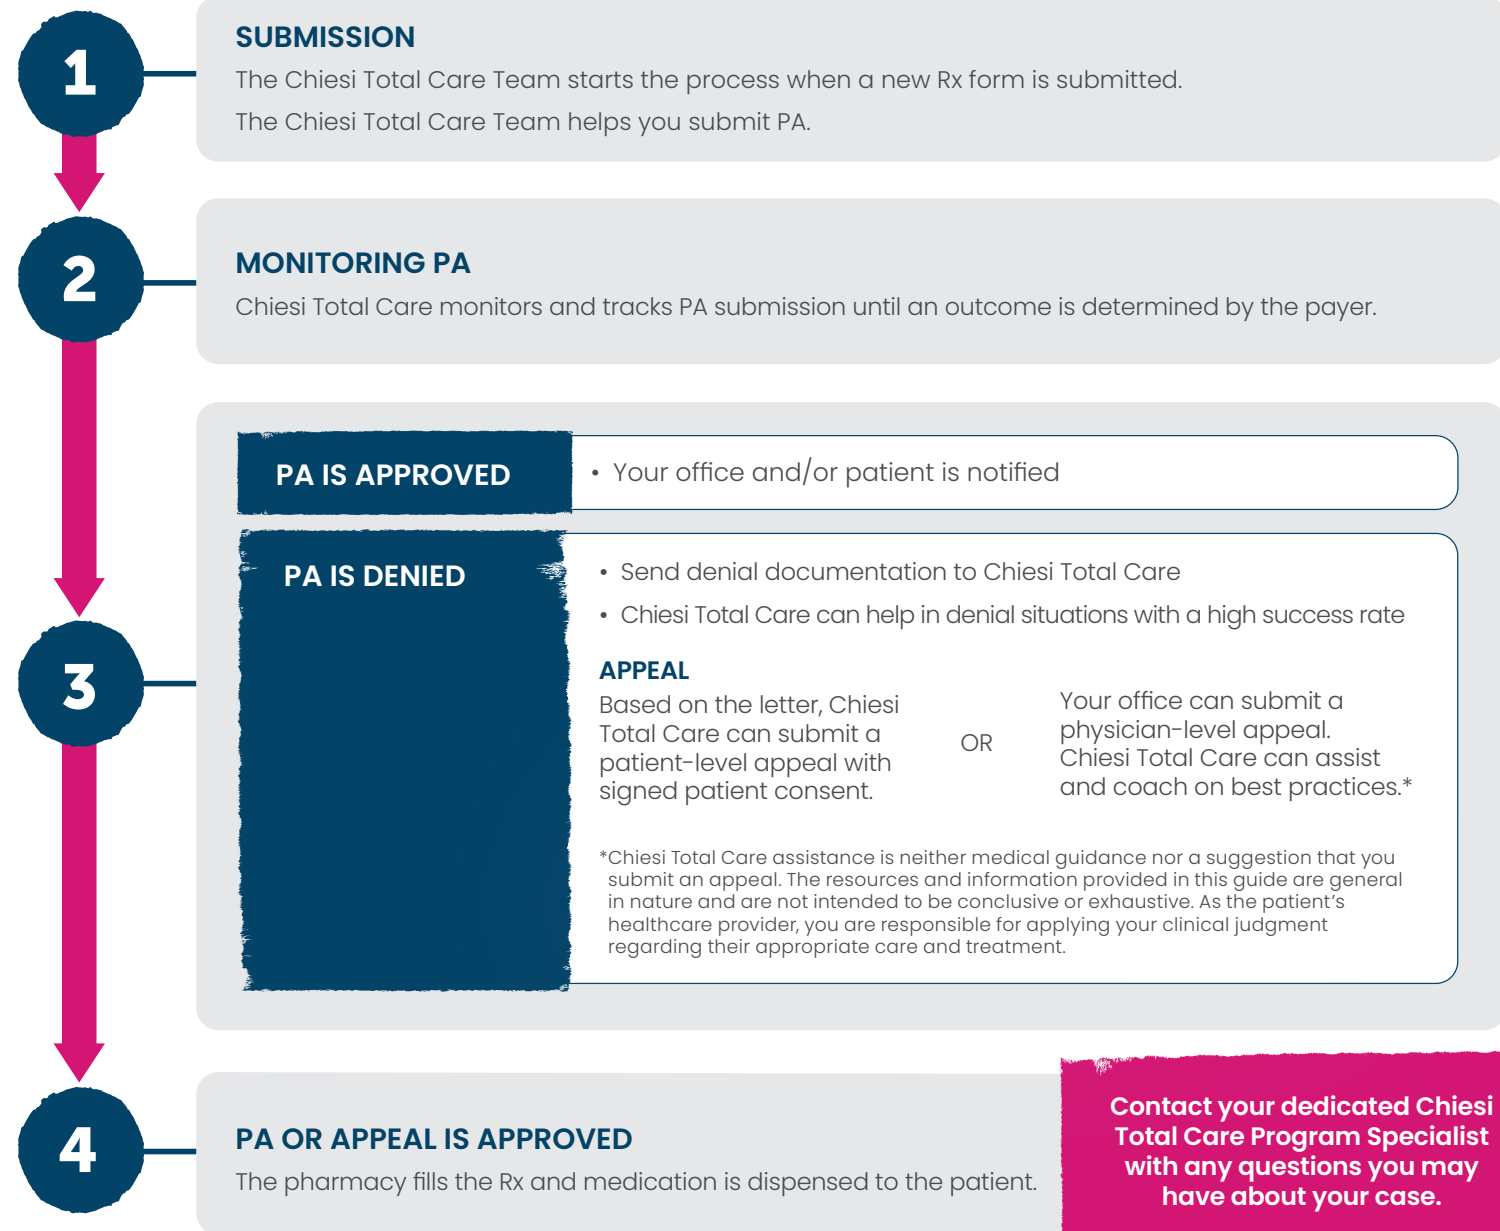 1
SUBMISSION
The Chiesi Total Care Team starts the process when a new Rx form is submitted.
The Chiesi Total Care Team helps you submit PA.
2
MONITORING PA
Chiesi Total Care monitors and tracks PA submission until an outcome is determined by the payer.
3
PA IS APPROVED
• Your office and/or patient is notified
PA IS DENIED
• Send denial documentation to Chiesi Total Care
• Chiesi Total Care can help in denial situations with a high success rate
APPEAL
Based on the letter, Chiesi
Total Care can submit a
patient-level appeal with
signed patient consent.
OR
Your office can submit a
physician-level appeal.
Chiesi Total Care can assist
and coach on best practices.*
*Chiesi Total Care assistance is neither medical guidance nor a suggestion that you
submit an appeal. The resources and information provided in this guide are general
in nature and are not intended to be conclusive or exhaustive. As the patient’s
healthcare provider, you are responsible for applying your clinical judgment
regarding their appropriate care and treatment.
4
PA OR APPEAL IS APPROVED
The pharmacy fills the Rx and medication is dispensed to the patient.
Contact your dedicated Chiesi
Total Care Program Specialist
with any questions you may
have about your case.